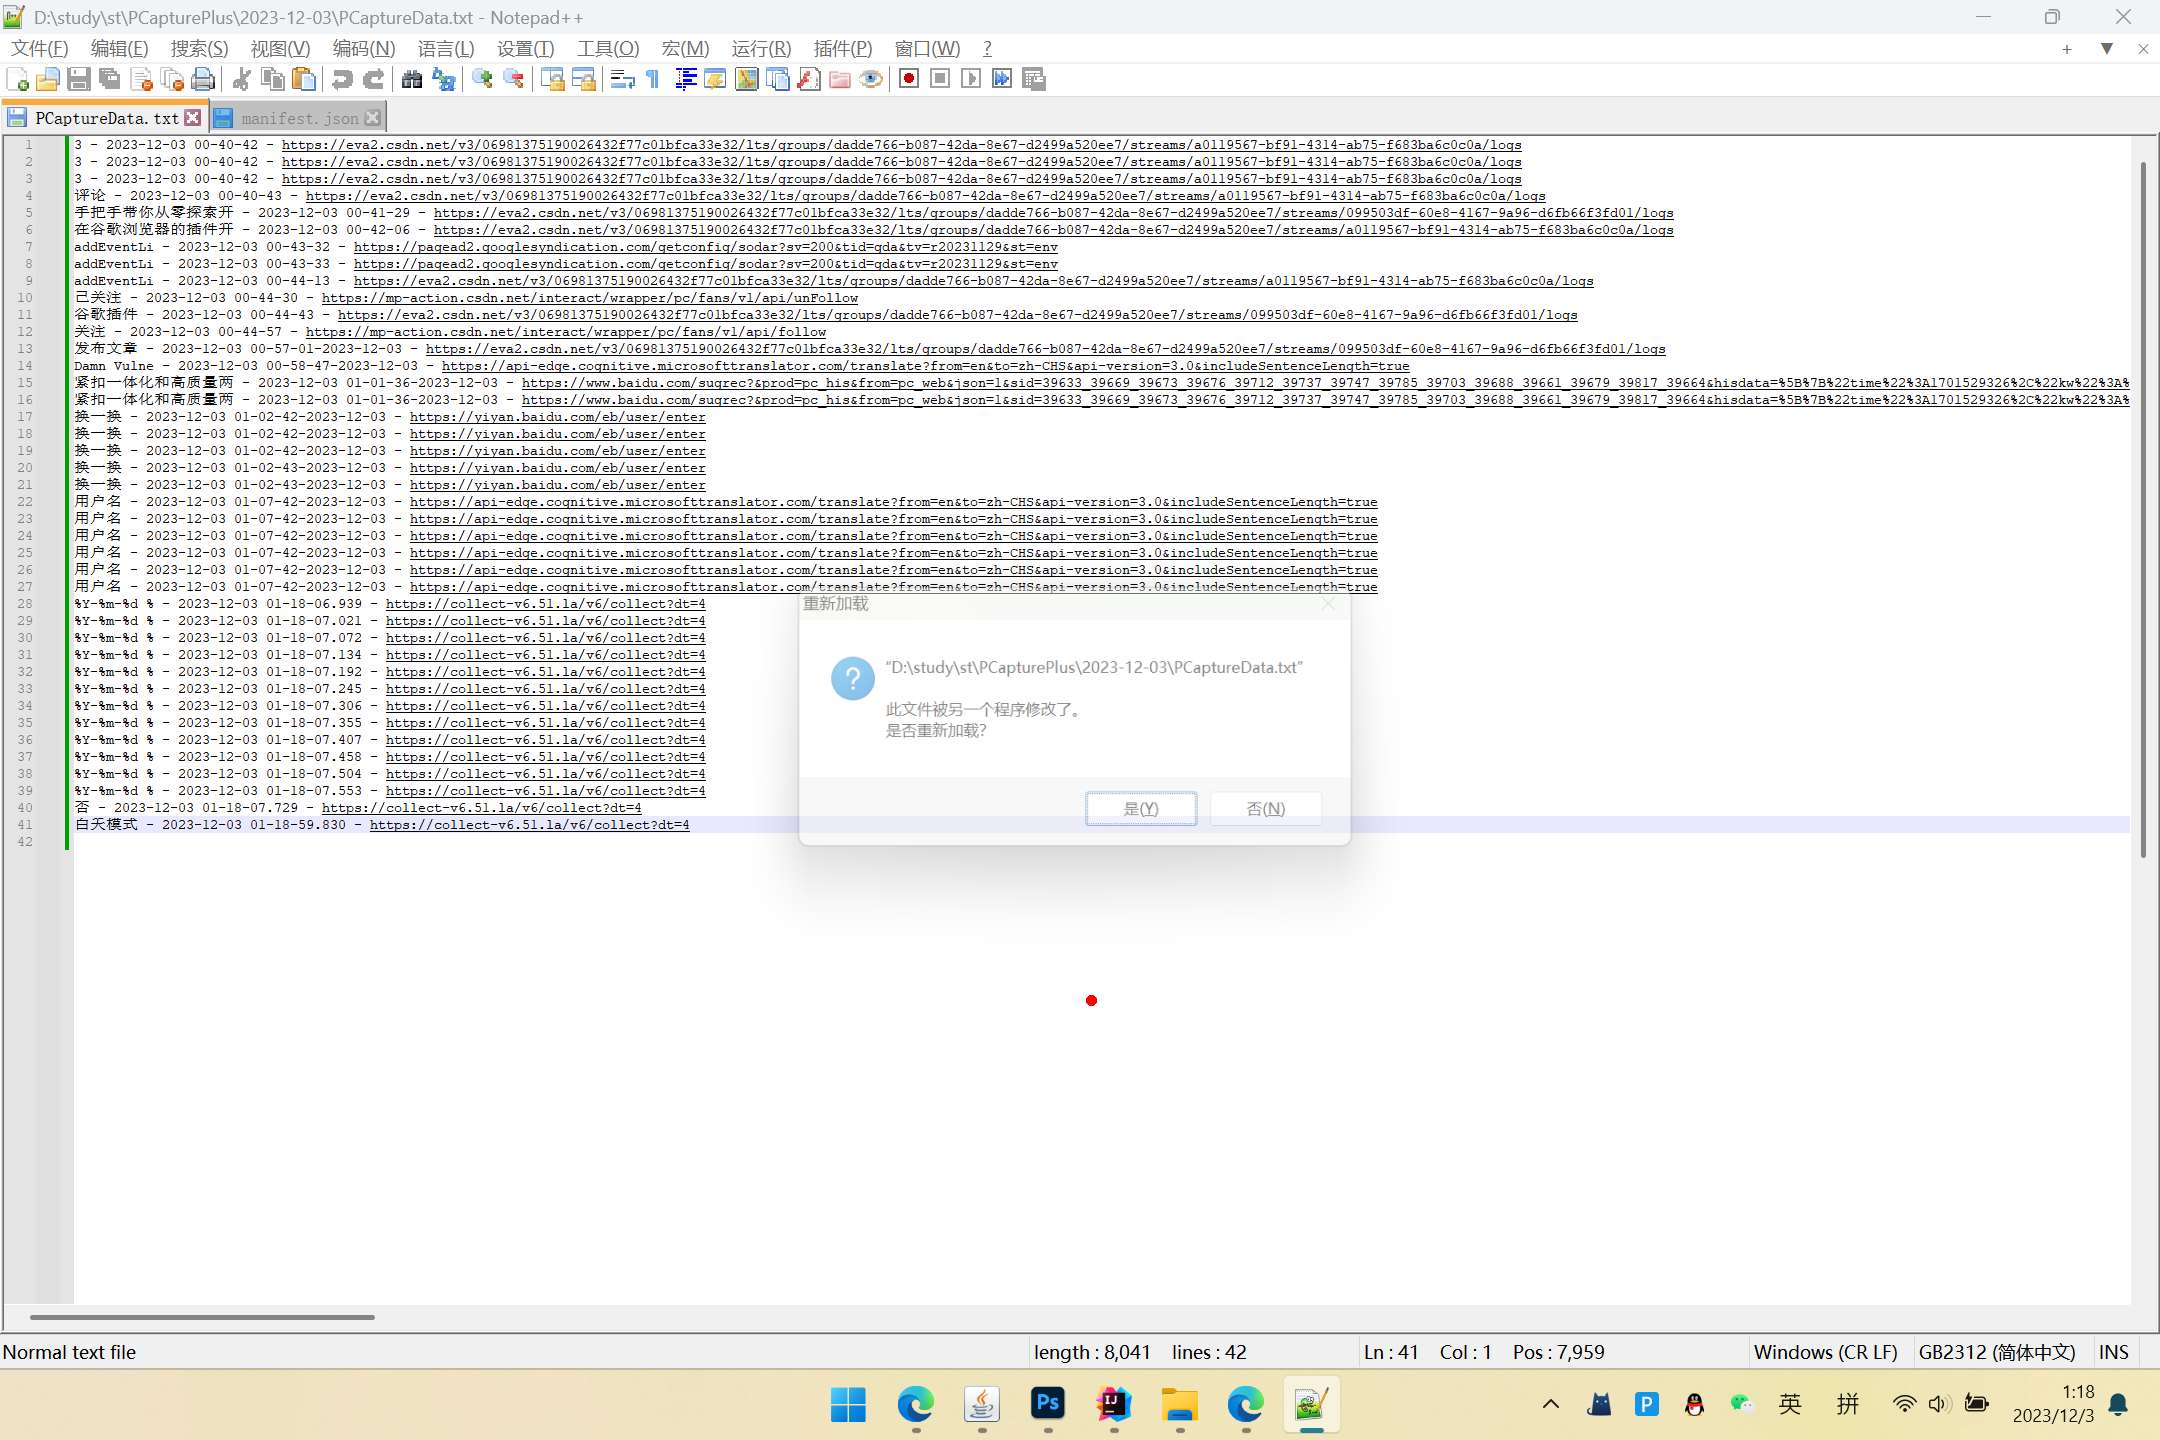 D:\study\st\PCapturePlus\2023-12-03\PCaptureData.txt - Notepad++
文件(F) 编辑(E) 搜索(S) 视图(V) 编码(N) 语言(L) 设置(T) 工具(O) 宏(M) 运行(R) 插件(P) 窗口(W) ?
PCaptureData.txt manifest.json
1 3 - 2023-12-03 00-40-42 - https://eva2.csdn.net/v3/06981375190026432f77c01bfca33e32/lts/groups/dadde766-b087-42da-8e67-d2499a520ee7/streams/a0119567-bf91-4314-ab75-f683ba6c0c0a/logs
2 3 - 2023-12-03 00-40-42 - https://eva2.csdn.net/v3/06981375190026432f77c01bfca33e32/lts/groups/dadde766-b087-42da-8e67-d2499a520ee7/streams/a0119567-bf91-4314-ab75-f683ba6c0c0a/logs
3 3 - 2023-12-03 00-40-42 - https://eva2.csdn.net/v3/06981375190026432f77c01bfca33e32/lts/groups/dadde766-b087-42da-8e67-d2499a520ee7/streams/a0119567-bf91-4314-ab75-f683ba6c0c0a/logs
4 评论 - 2023-12-03 00-40-43 - https://eva2.csdn.net/v3/06981375190026432f77c01bfca33e32/lts/groups/dadde766-b087-42da-8e67-d2499a520ee7/streams/a0119567-bf91-4314-ab75-f683ba6c0c0a/logs
5 手把手带你从零探索开 - 2023-12-03 00-41-29 - https://eva2.csdn.net/v3/06981375190026432f77c01bfca33e32/lts/groups/dadde766-b087-42da-8e67-d2499a520ee7/streams/099503df-60e8-4167-9a96-d6fb66f3fd01/logs
6 在谷歌浏览器的插件开 - 2023-12-03 00-42-06 - https://eva2.csdn.net/v3/06981375190026432f77c01bfca33e32/lts/groups/dadde766-b087-42da-8e67-d2499a520ee7/streams/a0119567-bf91-4314-ab75-f683ba6c0c0a/logs
7 addEventLi - 2023-12-03 00-43-32 - https://pagead2.googlesyndication.com/getconfig/sodar?sv=200&tid=gda&tv=r20231129&st=env
8 addEventLi - 2023-12-03 00-43-33 - https://pagead2.googlesyndication.com/getconfig/sodar?sv=200&tid=gda&tv=r20231129&st=env
9 addEventLi - 2023-12-03 00-44-13 - https://eva2.csdn.net/v3/06981375190026432f77c01bfca33e32/lts/groups/dadde766-b087-42da-8e67-d2499a520ee7/streams/a0119567-bf91-4314-ab75-f683ba6c0c0a/logs
10 己关注 - 2023-12-03 00-44-30 - https://mp-action.csdn.net/interact/wrapper/pc/fans/v1/api/unFollow
11 谷歌插件 - 2023-12-03 00-44-43 - https://eva2.csdn.net/v3/06981375190026432f77c01bfca33e32/lts/groups/dadde766-b087-42da-8e67-d2499a520ee7/streams/099503df-60e8-4167-9a96-d6fb66f3fd01/logs
12 关注 - 2023-12-03 00-44-57 - https://mp-action.csdn.net/interact/wrapper/pc/fans/v1/api/follow
13 发布文章 - 2023-12-03 00-57-01-2023-12-03 - https://eva2.csdn.net/v3/06981375190026432f77c01bfca33e32/lts/groups/dadde766-b087-42da-8e67-d2499a520ee7/streams/099503df-60e8-4167-9a96-d6fb66f3fd01/logs
14 Damn Vulne - 2023-12-03 00-58-47-2023-12-03 - https://api-edge.cognitive.microsofttranslator.com/translate?from=en&to=zh-CHS&api-version=3.0&includeSentenceLength=true
15 紧扣一体化和高质量两 - 2023-12-03 01-01-36-2023-12-03 - https://www.baidu.com/sugrec?&prod=pc_his&from=pc_web&json=1&sid=39633_39669_39673_39676_39712_39737_39747_39785_39703_39688_39661_39679_39817_39664&hisdata=%5B%7B%22time%22%3A1701529326%2C%22kw%22%3A%
16 紧扣一体化和高质量两 - 2023-12-03 01-01-36-2023-12-03 - https://www.baidu.com/sugrec?&prod=pc_his&from=pc_web&json=1&sid=39633_39669_39673_39676_39712_39737_39747_39785_39703_39688_39661_39679_39817_39664&hisdata=%5B%7B%22time%22%3A1701529326%2C%22kw%22%3A%
17 换一换 - 2023-12-03 01-02-42-2023-12-03 - https://yiyan.baidu.com/eb/user/enter
18 换一换 - 2023-12-03 01-02-42-2023-12-03 - https://yiyan.baidu.com/eb/user/enter
19 换一换 - 2023-12-03 01-02-42-2023-12-03 - https://yiyan.baidu.com/eb/user/enter
20 换一换 - 2023-12-03 01-02-43-2023-12-03 - https://yiyan.baidu.com/eb/user/enter
21 换一换 - 2023-12-03 01-02-43-2023-12-03 - https://yiyan.baidu.com/eb/user/enter
22 用户名 - 2023-12-03 01-07-42-2023-12-03 - https://api-edge.cognitive.microsofttranslator.com/translate?from=en&to=zh-CHS&api-version=3.0&includeSentenceLength=true
23 用户名 - 2023-12-03 01-07-42-2023-12-03 - https://api-edge.cognitive.microsofttranslator.com/translate?from=en&to=zh-CHS&api-version=3.0&includeSentenceLength=true
24 用户名 - 2023-12-03 01-07-42-2023-12-03 - https://api-edge.cognitive.microsofttranslator.com/translate?from=en&to=zh-CHS&api-version=3.0&includeSentenceLength=true
25 用户名 - 2023-12-03 01-07-42-2023-12-03 - https://api-edge.cognitive.microsofttranslator.com/translate?from=en&to=zh-CHS&api-version=3.0&includeSentenceLength=true
26 用户名 - 2023-12-03 01-07-42-2023-12-03 - https://api-edge.cognitive.microsofttranslator.com/translate?from=en&to=zh-CHS&api-version=3.0&includeSentenceLength=true
27 用户名 - 2023-12-03 01-07-42-2023-12-03 - https://api-edge.cognitive.microsofttranslator.com/translate?from=en&to=zh-CHS&api-version=3.0&includeSentenceLength=true
28 %Y-%m-%d % - 2023-12-03 01-18-06.939 - https://collect-v6.51.la/v6/collect?dt=4
29 %Y-%m-%d % - 2023-12-03 01-18-07.021 - https://collect-v6.51.la/v6/collect?dt=4
30 %Y-%m-%d % - 2023-12-03 01-18-07.072 - https://collect-v6.51.la/v6/collect?dt=4
31 %Y-%m-%d % - 2023-12-03 01-18-07.134 - https://collect-v6.51.la/v6/collect?dt=4
32 %Y-%m-%d % - 2023-12-03 01-18-07.192 - https://collect-v6.51.la/v6/collect?dt=4
33 %Y-%m-%d % - 2023-12-03 01-18-07.245 - https://collect-v6.51.la/v6/collect?dt=4
34 %Y-%m-%d % - 2023-12-03 01-18-07.306 - https://collect-v6.51.la/v6/collect?dt=4
35 %Y-%m-%d % - 2023-12-03 01-18-07.355 - https://collect-v6.51.la/v6/collect?dt=4
36 %Y-%m-%d % - 2023-12-03 01-18-07.407 - https://collect-v6.51.la/v6/collect?dt=4
37 %Y-%m-%d % - 2023-12-03 01-18-07.458 - https://collect-v6.51.la/v6/collect?dt=4
38 %Y-%m-%d % - 2023-12-03 01-18-07.504 - https://collect-v6.51.la/v6/collect?dt=4
39 %Y-%m-%d % - 2023-12-03 01-18-07.553 - https://collect-v6.51.la/v6/collect?dt=4
40 否 - 2023-12-03 01-18-07.729 - https://collect-v6.51.la/v6/collect?dt=4
41 白天模式 - 2023-12-03 01-18-59.830 - https://collect-v6.51.la/v6/collect?dt=4
42
重新加载
"D:\study\st\PCapturePlus\2023-12-03\PCaptureData.txt"
此文件被另一个程序修改了。
是否重新加载?
是(Y) 否(N)
Normal text file length : 8,041 lines : 42 Ln : 41 Col : 1 Pos : 7,959 Windows (CR LF) GB2312 (简体中文) INS
Ps IJ P 英 拼 1:18
2023/12/3